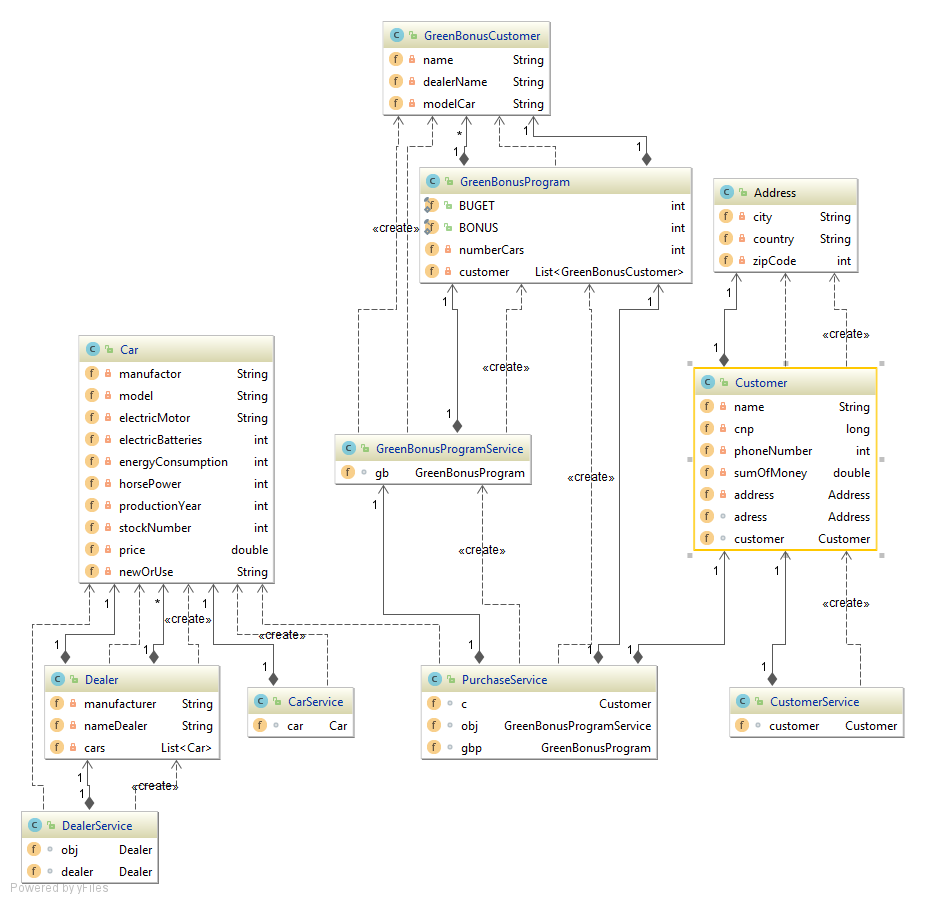 GreenBonusCustomer
name String
dealerName String
modelCar String
1
*
1
1
GreenBonusProgram
BUGET int
BONUS int
numberCars int
customer List<GreenBonusCustomer>
«create»
Address
city String
country String
zipCode int
1
1
1
«create»
1
Car
manufactor String
model String
electricMotor String
electricBatteries int
energyConsumption int
horsePower int
productionYear int
stockNumber int
price double
newOrUse String
«create»
1
Customer
name String
cnp long
phoneNumber int
sumOfMoney double
address Address
adress Address
customer Customer
GreenBonusProgramService
gb GreenBonusProgram
«create»
1
«create»
1
1
«create»
1
*
1
«create»
«create»
1
1
1
1
1
1
1
Dealer
manufacturer String
nameDealer String
cars List<Car>
CarService
car Car
PurchaseService
c Customer
obj GreenBonusProgramService
gbp GreenBonusProgram
CustomerService
customer Customer
1
1
«create»
DealerService
obj Dealer
dealer Dealer
Powered by yFiles